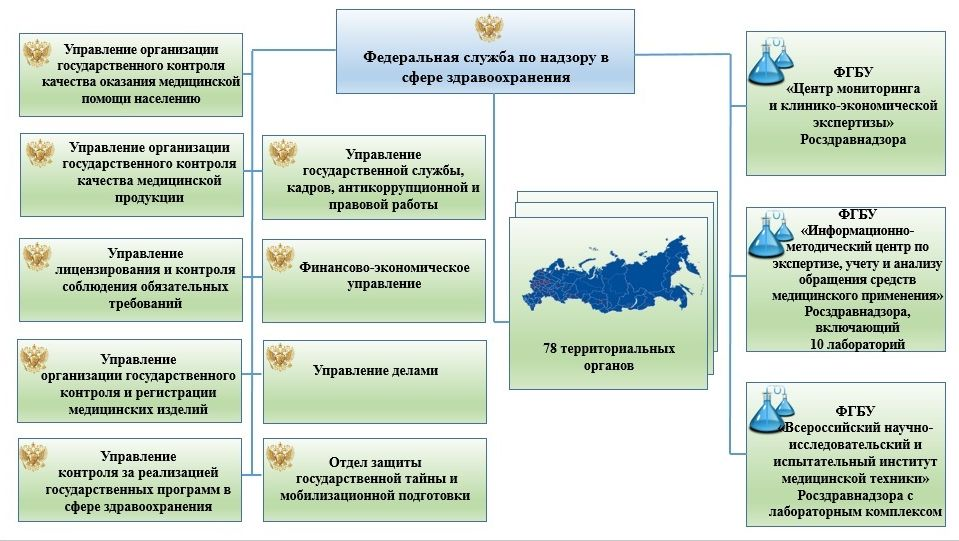 Федеральная служба по надзору в
сфере здравоохранения
Управление организации
государственного контроля
качества оказания медицинской
помощи населению
Управление организации
государственного контроля
качества медицинской
продукции
Управление
лицензирования и контроля
соблюдения обязательных
требований
Управление
организации государственного
контроля и регистрации
медицинских изделий
Управление
контроля за реализацией
государственных программ в
сфере здравоохранения
Управление
государственной службы,
кадров, антикоррупционной и
правовой работы
Финансово-экономическое
управление
Управление делами
Отдел защиты
государственной тайны и
мобилизационной подготовки
78 территориальных
органов
ФГБУ
«Центр мониторинга
и клинико-экономической
экспертизы»
Росздравнадзора
ФГБУ
«Информационно-
методический центр по
экспертизе, учету и анализу
обращения средств
медицинского применения»
Росздравнадзора,
включающий
10 лабораторий
ФГБУ
«Всероссийский научно-
исследовательский и
испытательный институт
медицинской техники»
Росздравнадзора с
лабораторным комплексом